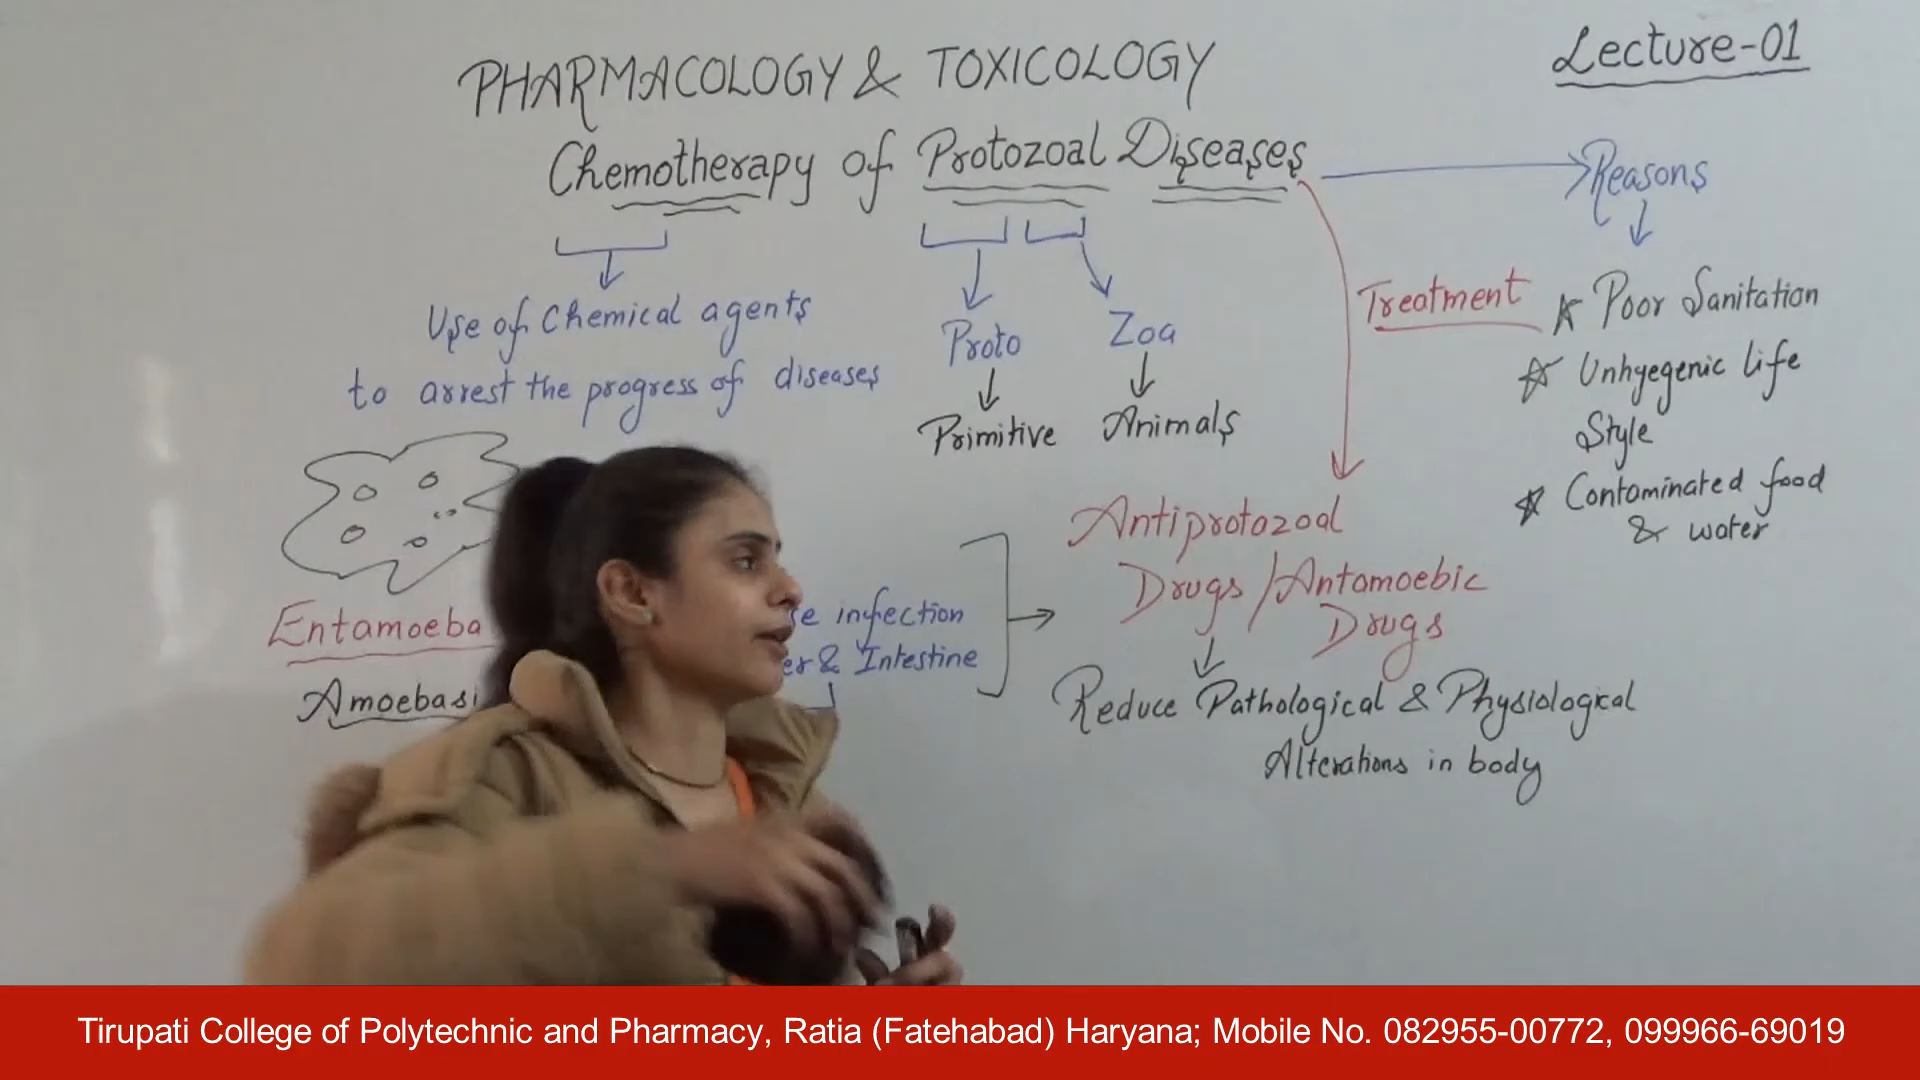 PHARMACOLOGY & TOXICOLOGY
Lecture-01
Chemotherapy of Protozoal Diseases
Reasons
Use of Chemical agents
to arrest the progress of diseases
Proto
Zoa
Primitive
Animals
Treatment
Poor Sanitation
Unhyegenic life
Style
Contaminated food
& water
Antiprotozoal
Drugs / Antamoebic
Drugs
Entamoeba
infection
& Intestine
Reduce Pathological & Physiological
Alterations in body
Tirupati College of Polytechnic and Pharmacy, Ratia (Fatehabad) Haryana; Mobile No. 082955-00772, 099966-69019